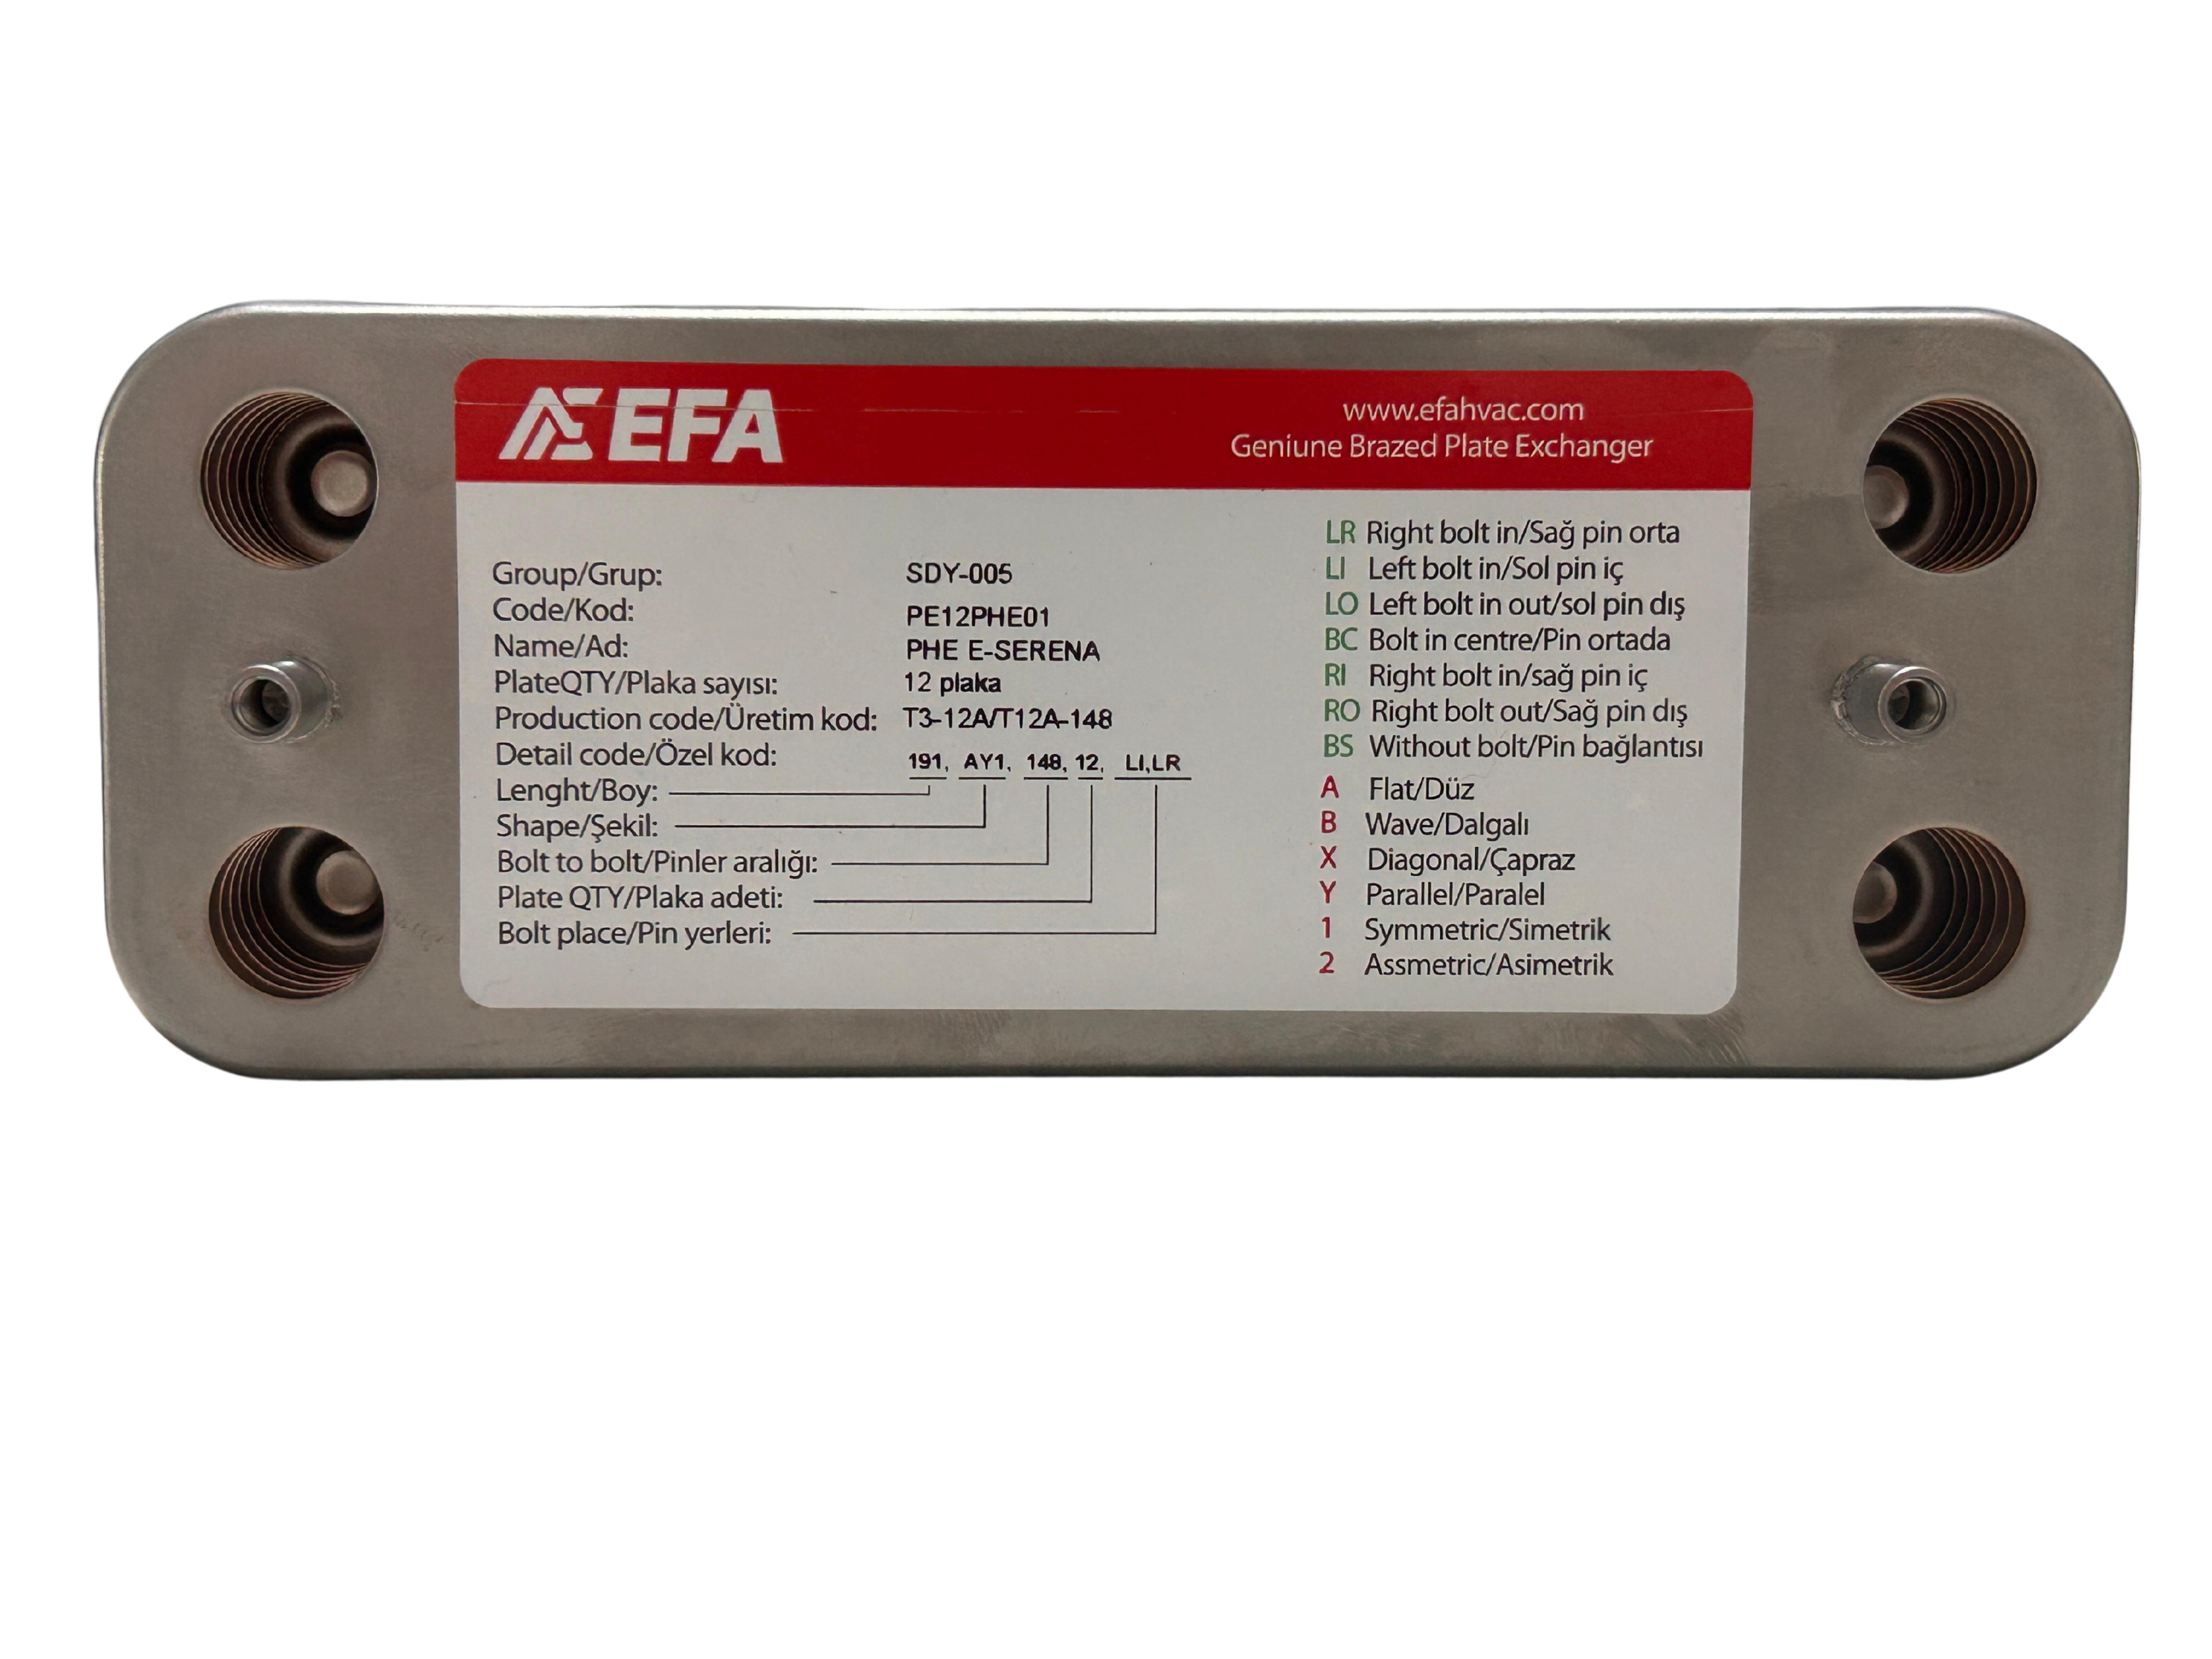 EFA
www.efahvac.com
Geniune Brazed Plate Exchanger
Group/Grup: SDY-005
Code/Kod: PE12PHE01
Name/Ad: PHE E-SERENA
PlateQTY/Plaka sayısı: 12 plaka
Production code/Üretim kod: T3-12A/T12A-148
Detail code/Özel kod: 191, AY1, 148, 12, LI,LR
Lenght/Boy:
Shape/Şekil:
Bolt to bolt/Pinler aralığı:
Plate QTY/Plaka adeti:
Bolt place/Pin yerleri:
LR Right bolt in/Sağ pin orta
LI Left bolt in/Sol pin iç
LO Left bolt in out/sol pin dış
BC Bolt in centre/Pin ortada
RI Right bolt in/sağ pin iç
RO Right bolt out/Sağ pin dış
BS Without bolt/Pin bağlantısı
A Flat/Düz
B Wave/Dalgalı
X Diagonal/Çapraz
Y Parallel/Paralel
1 Symmetric/Simetrik
2 Assmetric/Asimetrik